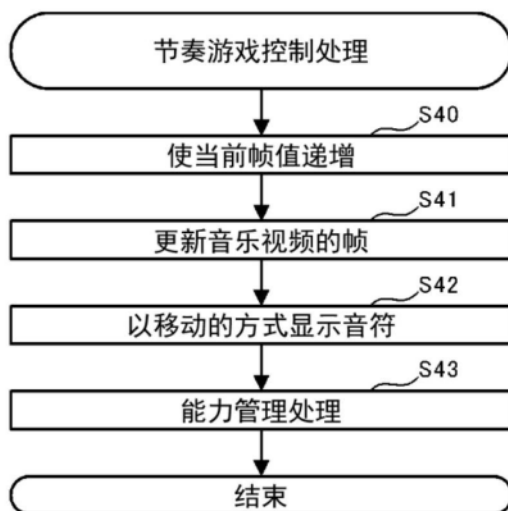 节奏游戏控制处理
S40
使当前帧值递增
S41
更新音乐视频的帧
S42
以移动的方式显示音符
S43
能力管理处理
结束